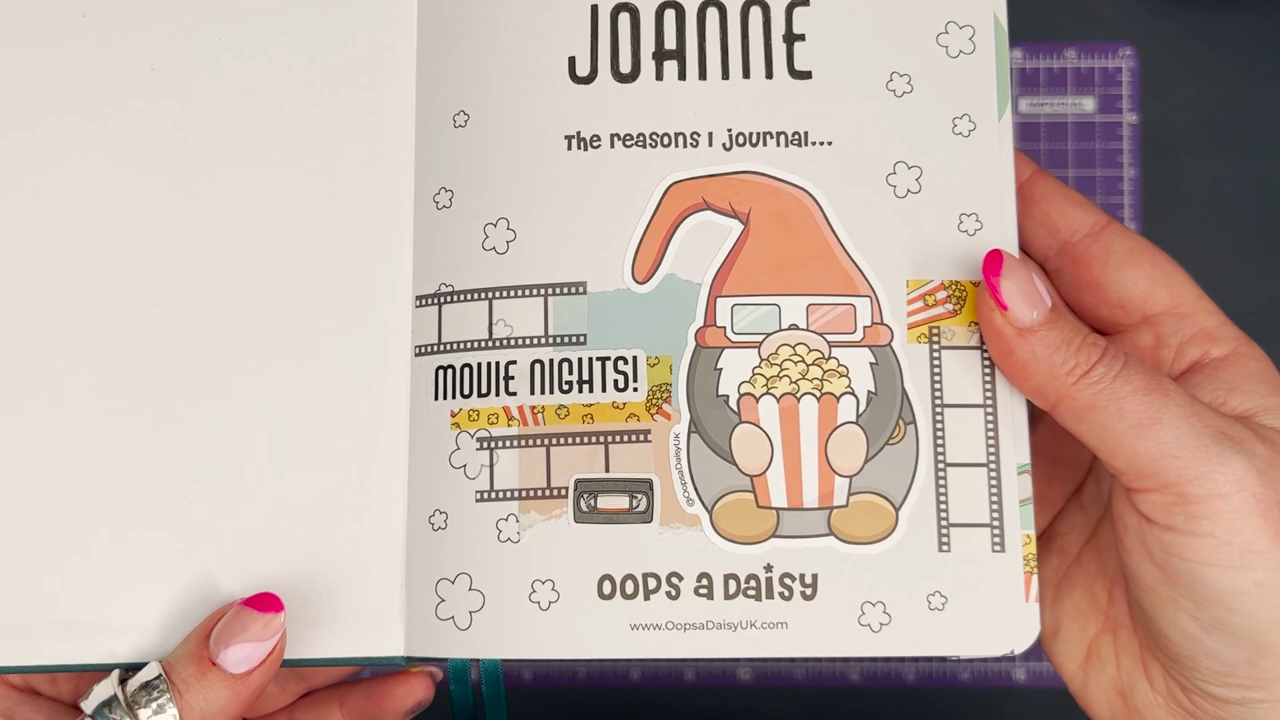 JOANNE
The reasons I journal...
MOVIE NIGHTS!
@OopsaDaisyUK
OOPS A DAISY
www.OopsaDaisyUK.com